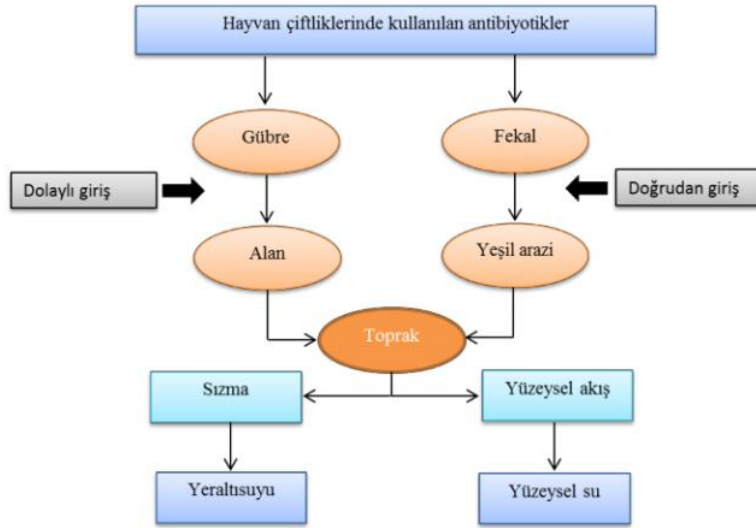 Hayvan çiftliklerinde kullanılan antibiyotikler
Gübre
Fekal
Dolaylı giriş
Doğrudan giriş
Alan
Yeşil arazi
Toprak
Sızma
Yüzeysel akış
Yeraltısuyu
Yüzeysel su